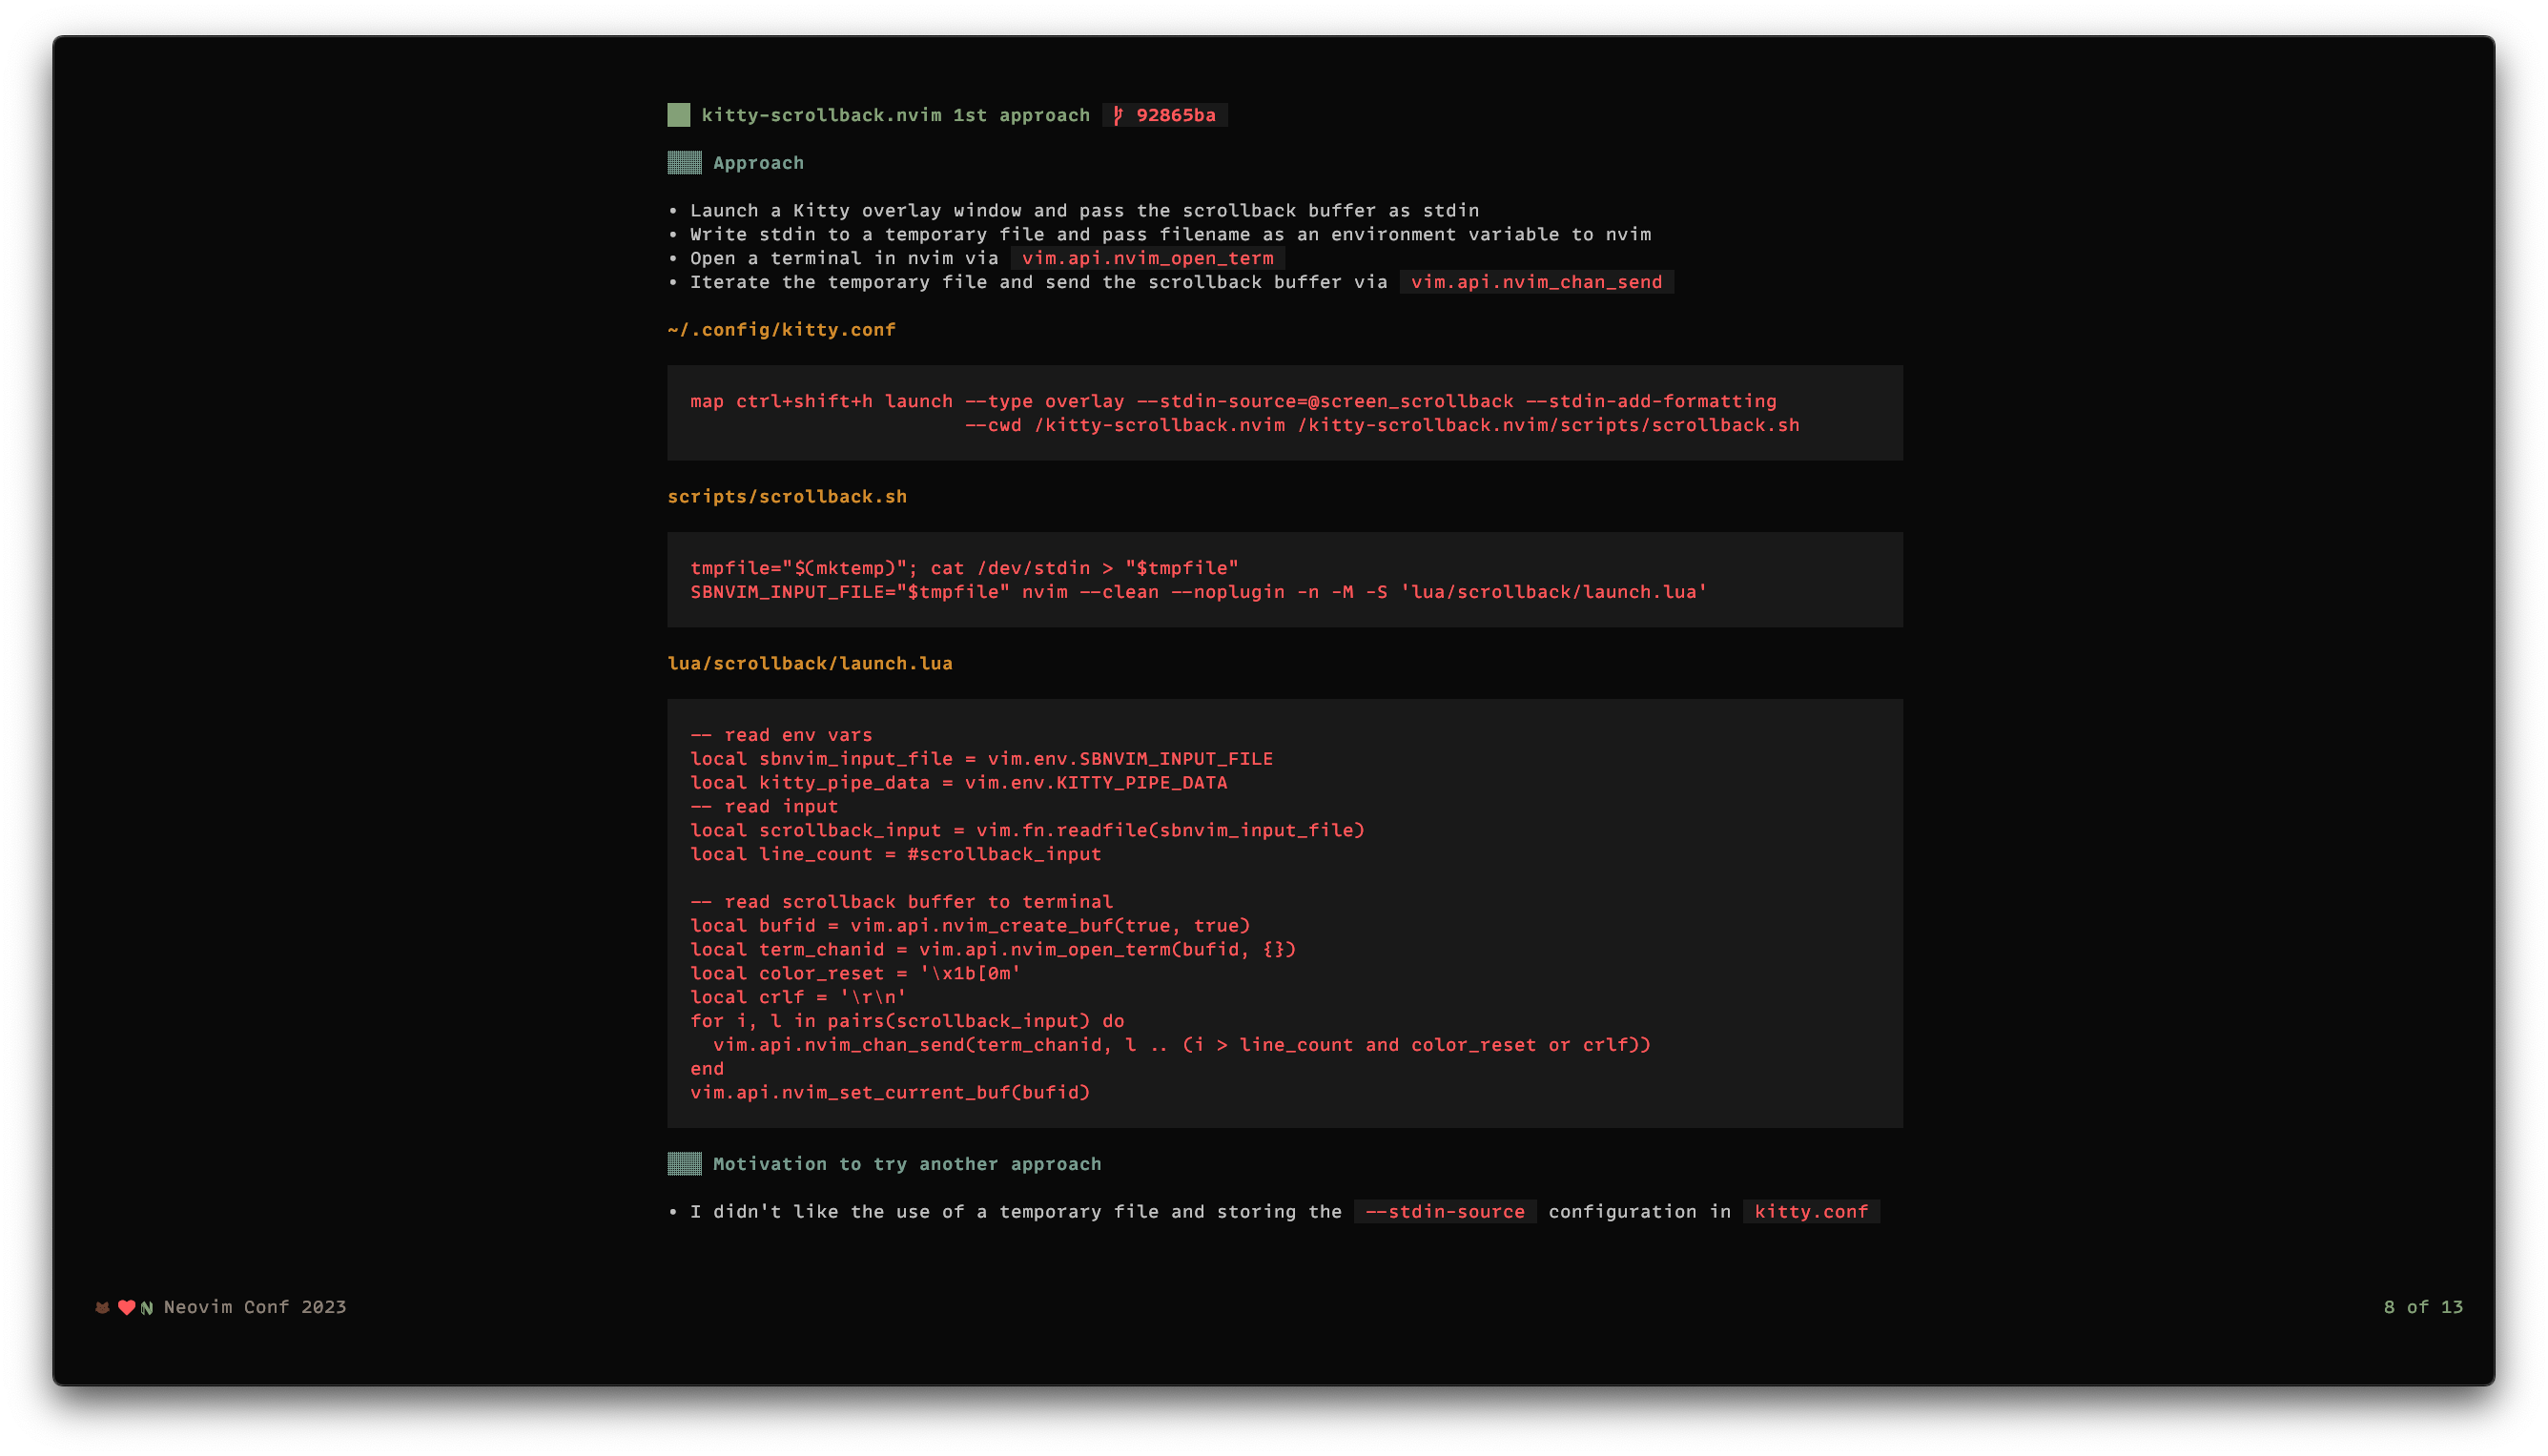 kitty-scrollback.nvim 1st approach 92865ba
Approach
• Launch a Kitty overlay window and pass the scrollback buffer as stdin
• Write stdin to a temporary file and pass filename as an environment variable to nvim
• Open a terminal in nvim via vim.api.nvim_open_term
• Iterate the temporary file and send the scrollback buffer via vim.api.nvim_chan_send
~/.config/kitty.conf
map ctrl+shift+h launch --type overlay --stdin-source=@screen_scrollback --stdin-add-formatting
--cwd /kitty-scrollback.nvim /kitty-scrollback.nvim/scripts/scrollback.sh
scripts/scrollback.sh
tmpfile="$(mktemp)"; cat /dev/stdin > "$tmpfile"
SBNVIM_INPUT_FILE="$tmpfile" nvim --clean --noplugin -n -M -S 'lua/scrollback/launch.lua'
lua/scrollback/launch.lua
-- read env vars
local sbnvim_input_file = vim.env.SBNVIM_INPUT_FILE
local kitty_pipe_data = vim.env.KITTY_PIPE_DATA
-- read input
local scrollback_input = vim.fn.readfile(sbnvim_input_file)
local line_count = #scrollback_input
-- read scrollback buffer to terminal
local bufid = vim.api.nvim_create_buf(true, true)
local term_chanid = vim.api.nvim_open_term(bufid, {})
local color_reset = '\x1b[0m'
local crlf = '\r\n'
for i, l in pairs(scrollback_input) do
  vim.api.nvim_chan_send(term_chanid, l .. (i > line_count and color_reset or crlf))
end
vim.api.nvim_set_current_buf(bufid)
Motivation to try another approach
• I didn't like the use of a temporary file and storing the --stdin-source configuration in kitty.conf
Neovim Conf 2023
8 of 13